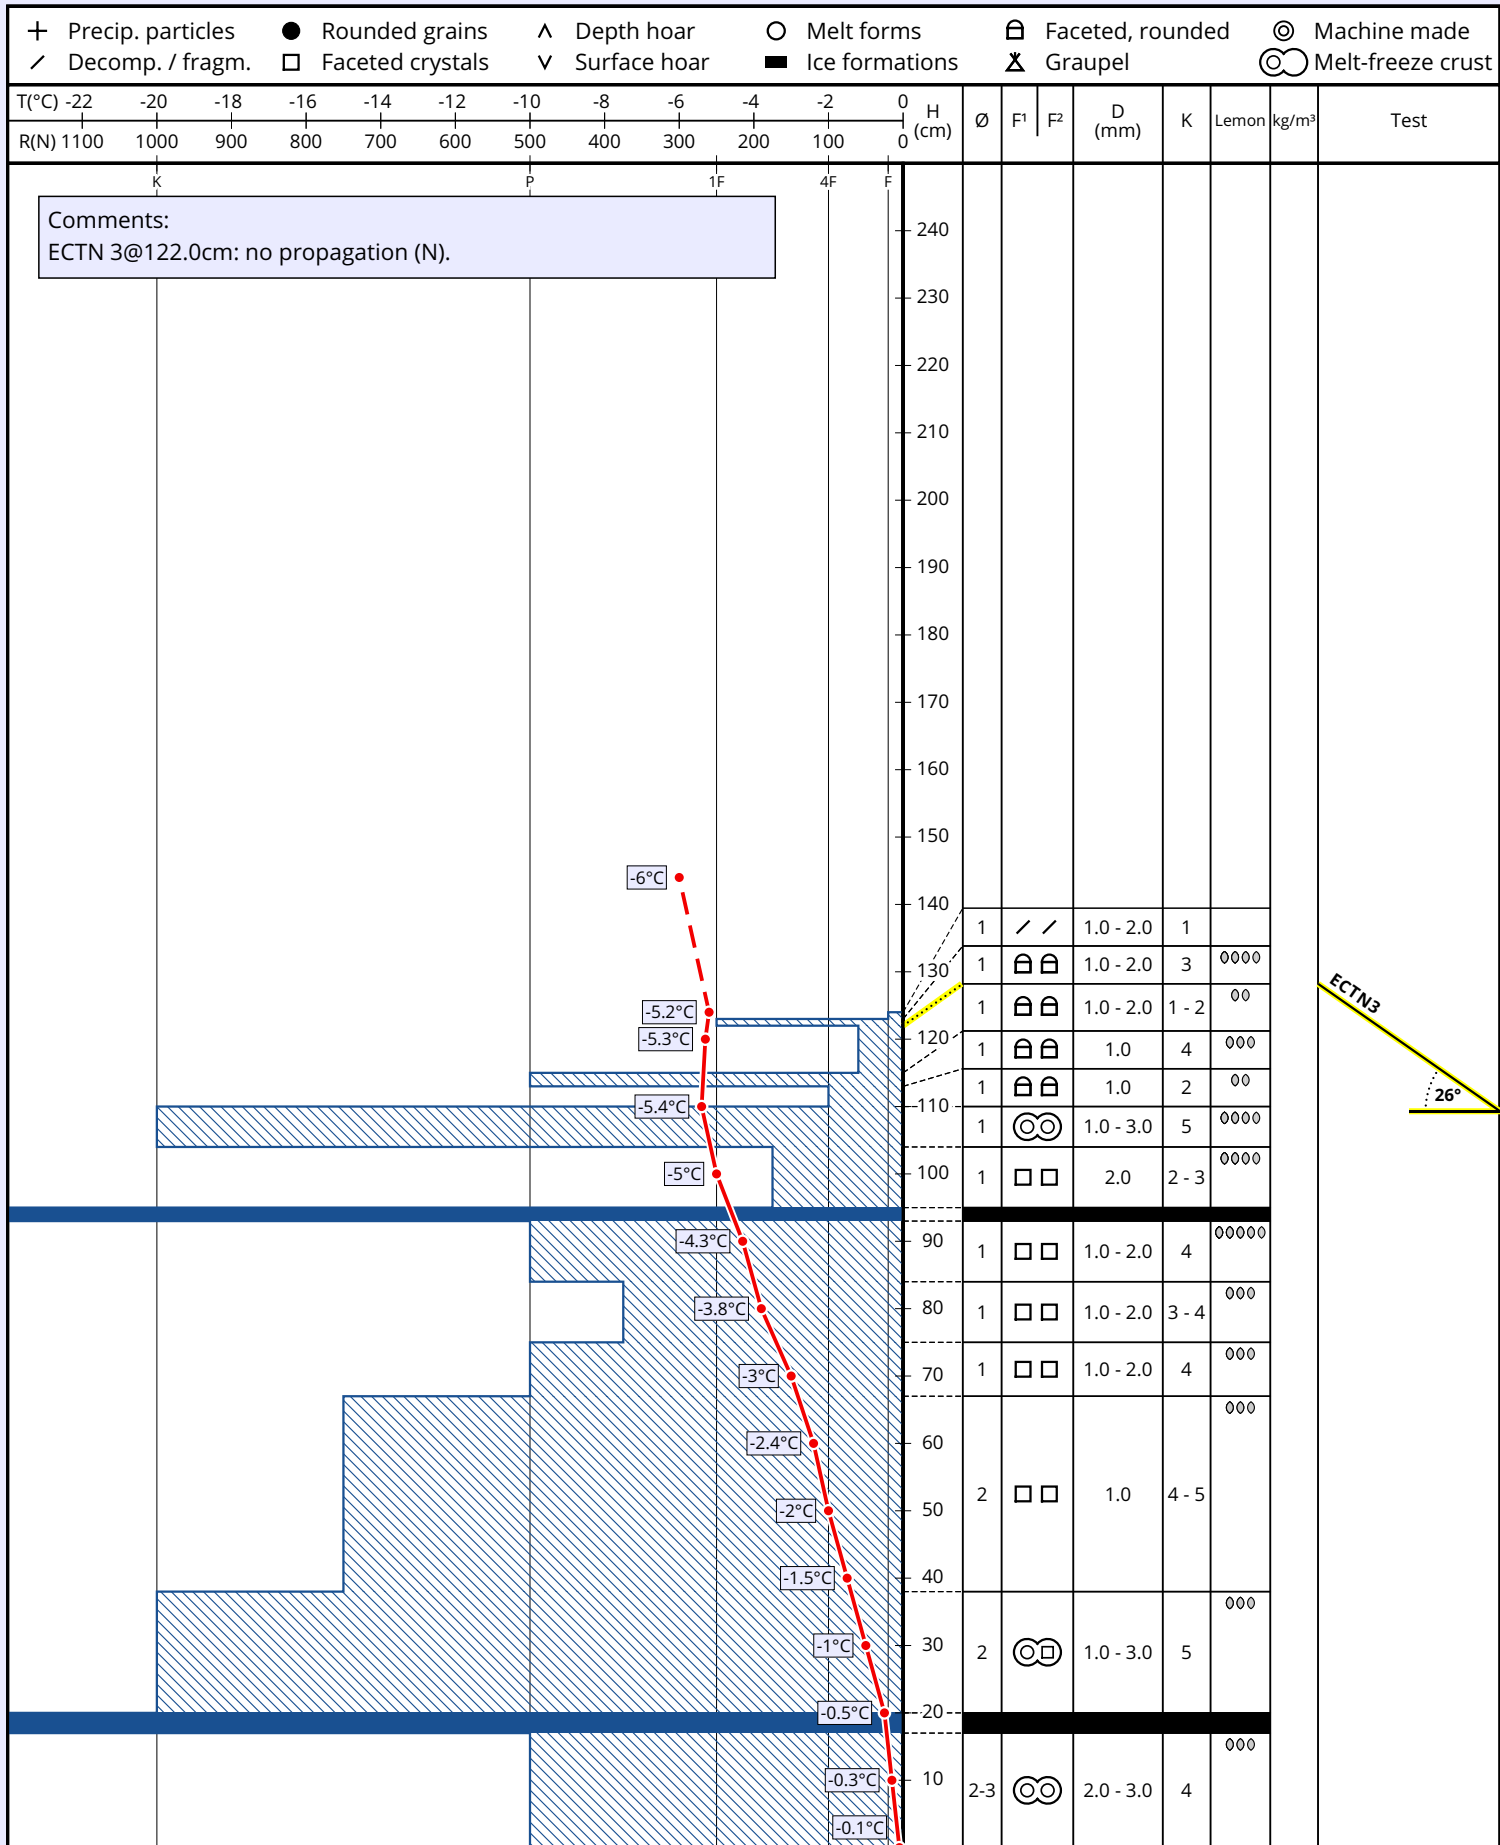 Precip. particles Rounded grains Depth hoar Melt forms Faceted, rounded Machine made
Decomp. / fragm. Faceted crystals Surface hoar Ice formations Graupel Melt-freeze crust
T(°C) -22 -20 -18 -16 -14 -12 -10 -8 -6 -4 -2 0
R(N) 1100 1000 900 800 700 600 500 400 300 200 100 0
H (cm) Ø F¹ F² D (mm) K Lemon kg/m³ Test
K P 1F 4F F
Comments:
ECTN 3@122.0cm: no propagation (N).
240
230
220
210
200
190
180
170
160
150
-6°C
140
1 1.0 - 2.0 1
130 1 1.0 - 2.0 3
ECTN3
-5.2°C 1 1.0 - 2.0 1 - 2
-5.3°C 120 1 1.0 4
1 1.0 2
26°
-5.4°C 110
1 1.0 - 3.0 5
-5°C 100 1 2.0 2 - 3
-4.3°C 90 1 1.0 - 2.0 4
-3.8°C 80 1 1.0 - 2.0 3 - 4
-3°C 70 1 1.0 - 2.0 4
-2.4°C 60
2 1.0 4 - 5
-2°C 50
-1.5°C 40
-1°C 30 2 1.0 - 3.0 5
-0.5°C 20
-0.3°C 10 2-3 2.0 - 3.0 4
-0.1°C